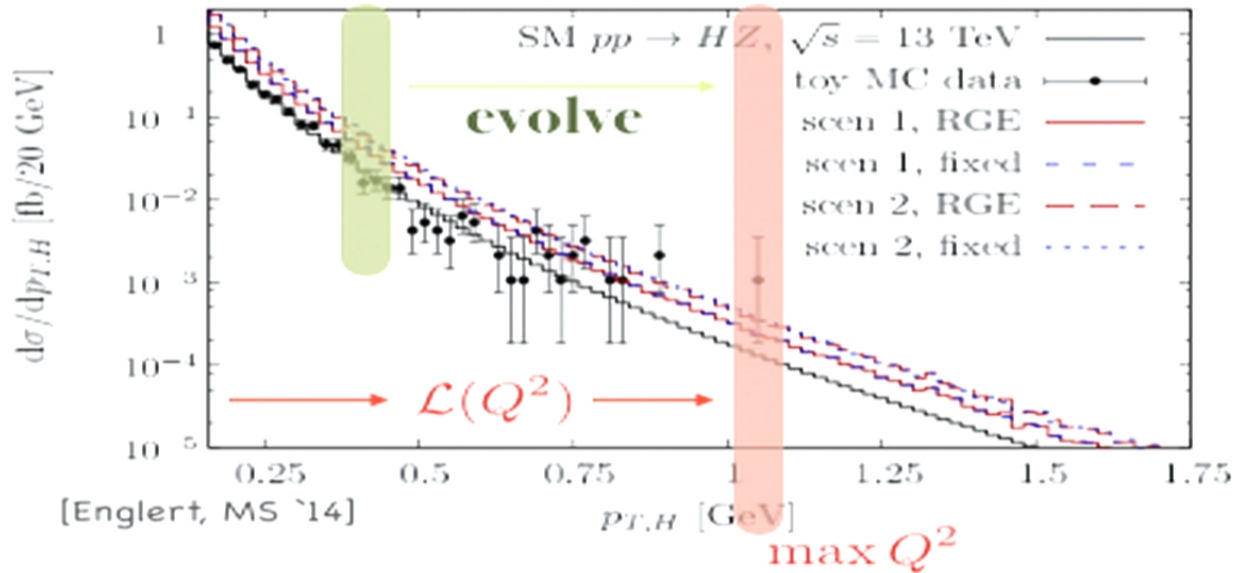 SM pp → HZ, √s = 13 TeV
toy MC data
scen 1, RGE
scen 1, fixed
scen 2, RGE
scen 2, fixed
evolve
ℒ(Q²)
dσ/dp_{T,H} [fb/20 GeV]
1
10⁻¹
10⁻²
10⁻³
10⁻⁴
10⁻⁵
0.25 0.5 0.75 1 1.25 1.5 1.75
[Englert, MS `14] p_{T,H} [GeV]
max Q²